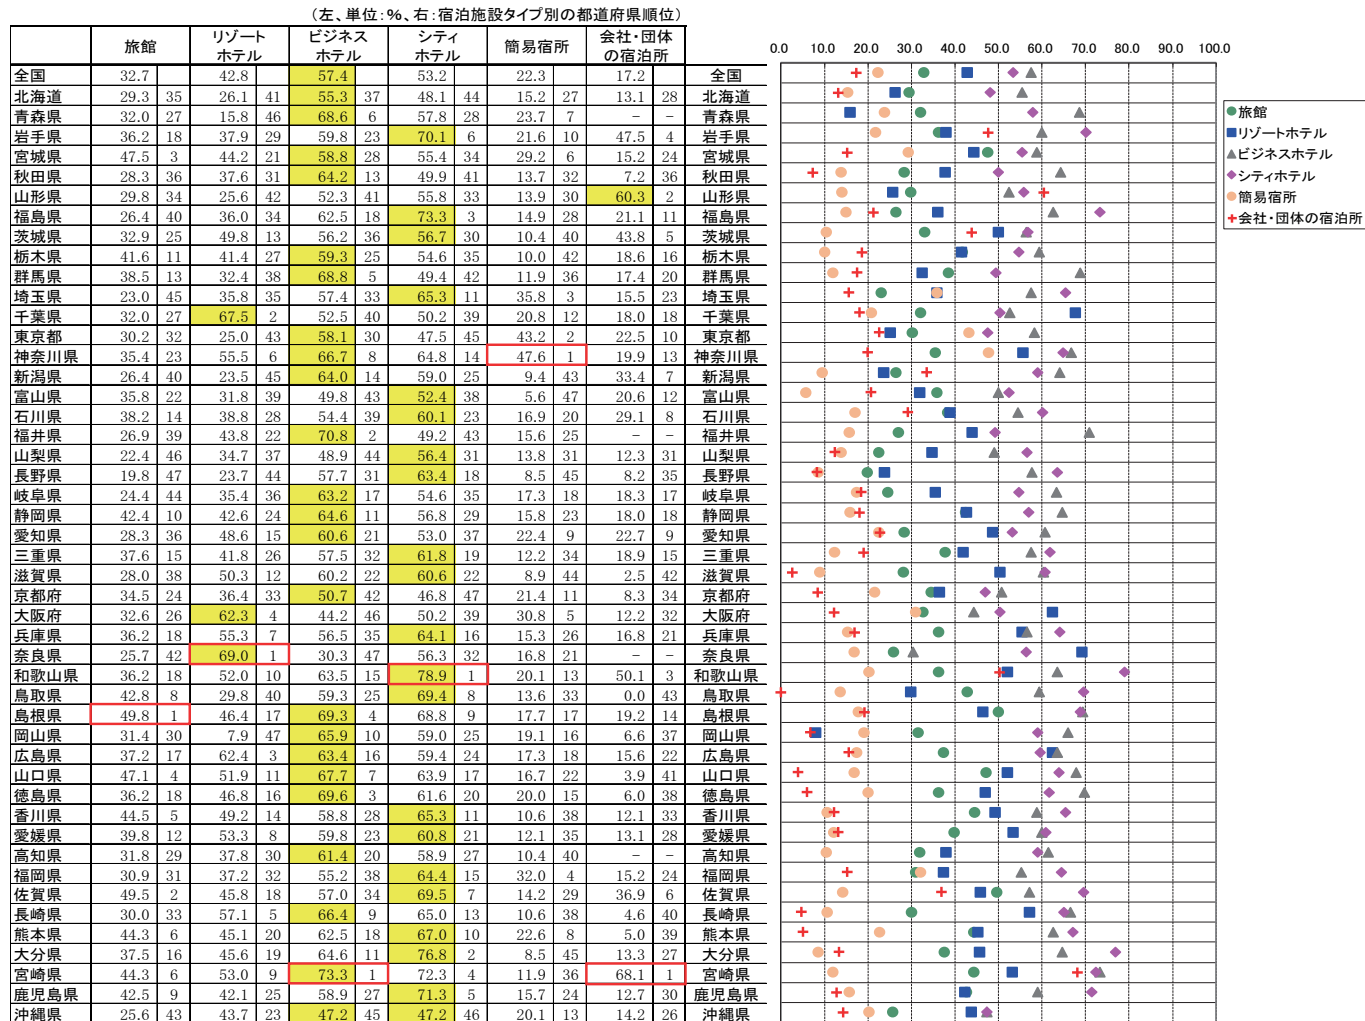 (左、単位:%、右:宿泊施設タイプ別の都道府県順位)
旅館 リゾートホテル ビジネスホテル シティホテル 簡易宿所 会社・団体の宿泊所
0.0 10.0 20.0 30.0 40.0 50.0 60.0 70.0 80.0 90.0 100.0
全国 32.7 42.8 57.4 53.2 22.3 17.2 全国
北海道 29.3 35 26.1 41 55.3 37 48.1 44 15.2 27 13.1 28 北海道
青森県 32.0 27 15.8 46 68.6 6 57.8 28 23.7 7 − − 青森県
岩手県 36.2 18 37.9 29 59.8 23 70.1 6 21.6 10 47.5 4 岩手県
宮城県 47.5 3 44.2 21 58.8 28 55.4 34 29.2 6 15.2 24 宮城県
秋田県 28.3 36 37.6 31 64.2 13 49.9 41 13.7 32 7.2 36 秋田県
山形県 29.8 34 25.6 42 52.3 41 55.8 33 13.9 30 60.3 2 山形県
福島県 26.4 40 36.0 34 62.5 18 73.3 3 14.9 28 21.1 11 福島県
茨城県 32.9 25 49.8 13 56.2 36 56.7 30 10.4 40 43.8 5 茨城県
栃木県 41.6 11 41.4 27 59.3 25 54.6 35 10.0 42 18.6 16 栃木県
群馬県 38.5 13 32.4 38 68.8 5 49.4 42 11.9 36 17.4 20 群馬県
埼玉県 23.0 45 35.8 35 57.4 33 65.3 11 35.8 3 15.5 23 埼玉県
千葉県 32.0 27 67.5 2 52.5 40 50.2 39 20.8 12 18.0 18 千葉県
東京都 30.2 32 25.0 43 58.1 30 47.5 45 43.2 2 22.5 10 東京都
神奈川県 35.4 23 55.5 6 66.7 8 64.8 14 47.6 1 19.9 13 神奈川県
新潟県 26.4 40 23.5 45 64.0 14 59.0 25 9.4 43 33.4 7 新潟県
富山県 35.8 22 31.8 39 49.8 43 52.4 38 5.6 47 20.6 12 富山県
石川県 38.2 14 38.8 28 54.4 39 60.1 23 16.9 20 29.1 8 石川県
福井県 26.9 39 43.8 22 70.8 2 49.2 43 15.6 25 − − 福井県
山梨県 22.4 46 34.7 37 48.9 44 56.4 31 13.8 31 12.3 31 山梨県
長野県 19.8 47 23.7 44 57.7 31 63.4 18 8.5 45 8.2 35 長野県
岐阜県 24.4 44 35.4 36 63.2 17 54.6 35 17.3 18 18.3 17 岐阜県
静岡県 42.4 10 42.6 24 64.6 11 56.8 29 15.8 23 18.0 18 静岡県
愛知県 28.3 36 48.6 15 60.6 21 53.0 37 22.4 9 22.7 9 愛知県
三重県 37.6 15 41.8 26 57.5 32 61.8 19 12.2 34 18.9 15 三重県
滋賀県 28.0 38 50.3 12 60.2 22 60.6 22 8.9 44 2.5 42 滋賀県
京都府 34.5 24 36.4 33 50.7 42 46.8 47 21.4 11 8.3 34 京都府
大阪府 32.6 26 62.3 4 44.2 46 50.2 39 30.8 5 12.2 32 大阪府
兵庫県 36.2 18 55.3 7 56.5 35 64.1 16 15.3 26 16.8 21 兵庫県
奈良県 25.7 42 69.0 1 30.3 47 56.3 32 16.8 21 − − 奈良県
和歌山県 36.2 18 52.0 10 63.5 15 78.9 1 20.1 13 50.1 3 和歌山県
鳥取県 42.8 8 29.8 40 59.3 25 69.4 8 13.6 33 0.0 43 鳥取県
島根県 49.8 1 46.4 17 69.3 4 68.8 9 17.7 17 19.2 14 島根県
岡山県 31.4 30 7.9 47 65.9 10 59.0 25 19.1 16 6.6 37 岡山県
広島県 37.2 17 62.4 3 63.4 16 59.4 24 17.3 18 15.6 22 広島県
山口県 47.1 4 51.9 11 67.7 7 63.9 17 16.7 22 3.9 41 山口県
徳島県 36.2 18 46.8 16 69.6 3 61.6 20 20.0 15 6.0 38 徳島県
香川県 44.5 5 49.2 14 58.8 28 65.3 11 10.6 38 12.1 33 香川県
愛媛県 39.8 12 53.3 8 59.8 23 60.8 21 12.1 35 13.1 28 愛媛県
高知県 31.8 29 37.8 30 61.4 20 58.9 27 10.4 40 − − 高知県
福岡県 30.9 31 37.2 32 55.2 38 64.4 15 32.0 4 15.2 24 福岡県
佐賀県 49.5 2 45.8 18 57.0 34 69.5 7 14.2 29 36.9 6 佐賀県
長崎県 30.0 33 57.1 5 66.4 9 65.0 13 10.6 38 4.6 40 長崎県
熊本県 44.3 6 45.1 20 62.5 18 67.0 10 22.6 8 5.0 39 熊本県
大分県 37.5 16 45.6 19 64.6 11 76.8 2 8.5 45 13.3 27 大分県
宮崎県 44.3 6 53.0 9 73.3 1 72.3 4 11.9 36 68.1 1 宮崎県
鹿児島県 42.5 9 42.1 25 58.9 27 71.3 5 15.7 24 12.7 30 鹿児島県
沖縄県 25.6 43 43.7 23 47.2 45 47.2 46 20.1 13 14.2 26 沖縄県
旅館
リゾートホテル
ビジネスホテル
シティホテル
簡易宿所
会社・団体の宿泊所